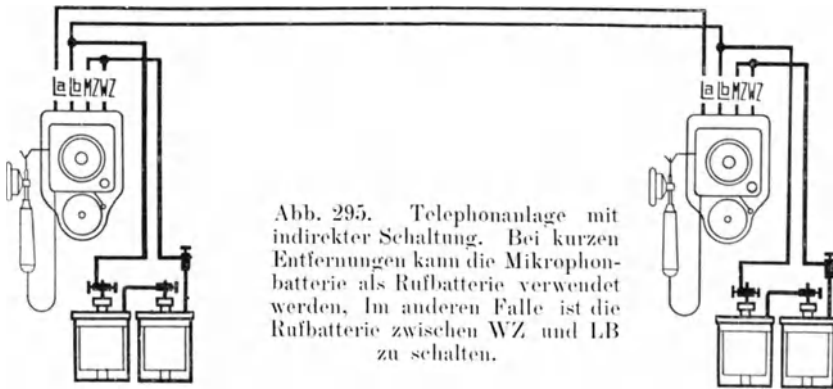 La Lb MZ WZ
La Lb MZ WZ
Abb. 295. Telephonanlage mit
indirekter Schaltung. Bei kurzen
Entfernungen kann die Mikrophon-
batterie als Rufbatterie verwendet
werden, Im anderen Falle ist die
Rufbatterie zwischen WZ und LB
zu schalten.